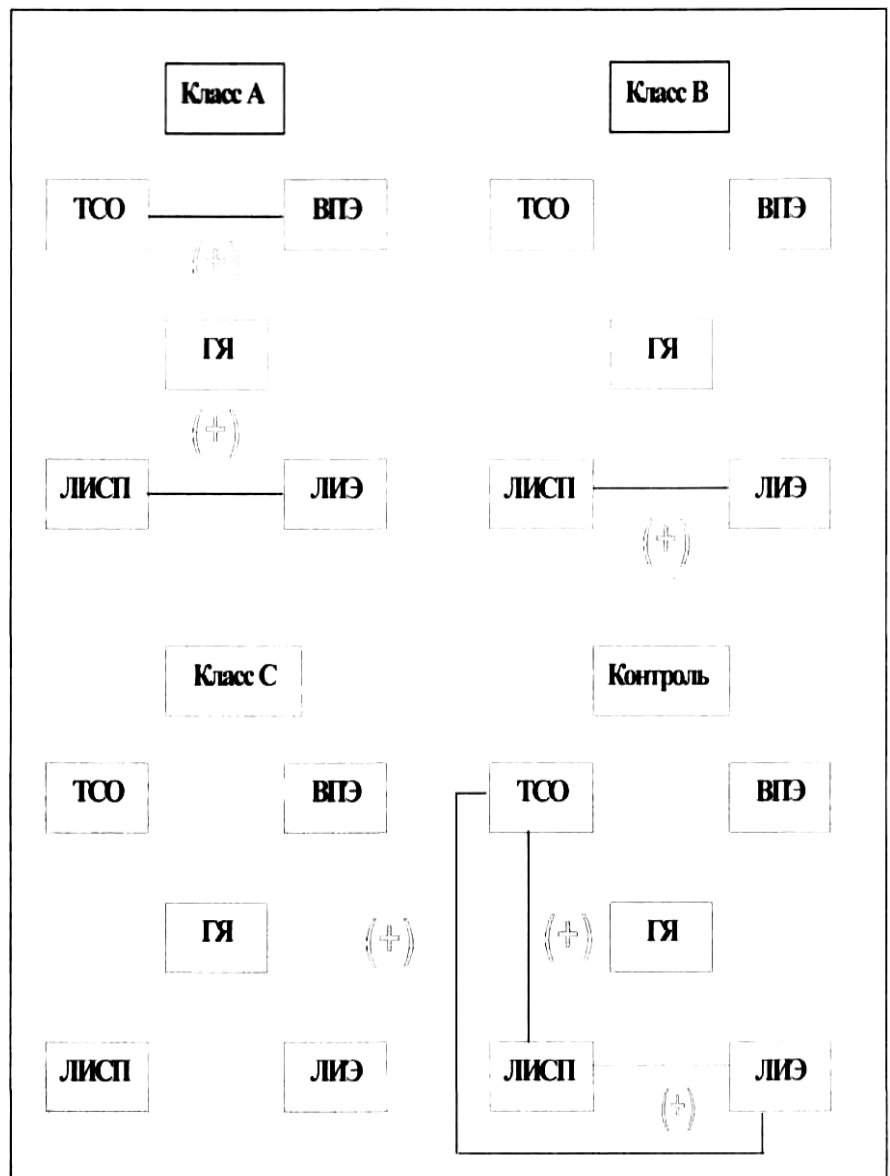 Класс А Класс В
ТСО ВПЭ ТСО ВПЭ
(+)
ГЯ ГЯ
(+)
ЛИСП ЛИЭ ЛИСП ЛИЭ
(+)
Класс С Контроль
ТСО ВПЭ ТСО ВПЭ
ГЯ (+) (+) ГЯ
ЛИСП ЛИЭ ЛИСП ЛИЭ
(+)